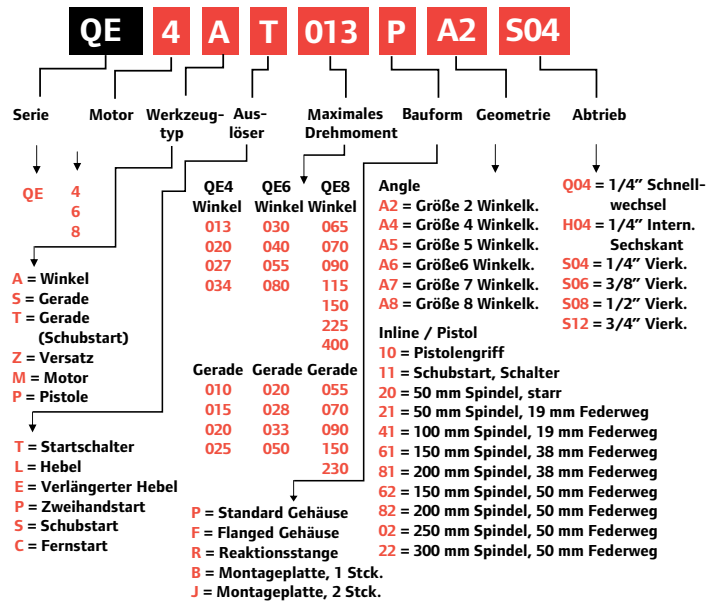 QE 4 A T 013 P A2 S04
Serie Motor Werkzeug- Aus- Maximales Bauform Geometrie Abtrieb
typ löser Drehmoment
QE
4
6
8
A = Winkel
S = Gerade
T = Gerade
(Schubstart)
Z = Versatz
M = Motor
P = Pistole
T = Startschalter
L = Hebel
E = Verlängerter Hebel
P = Zweihandstart
S = Schubstart
C = Fernstart
QE4 QE6 QE8
Winkel Winkel Winkel
013 030 065
020 040 070
027 055 090
034 080 115
150
225
400
Gerade Gerade Gerade
010 020 055
015 028 070
020 033 090
025 050 150
230
P = Standard Gehäuse
F = Flanged Gehäuse
R = Reaktionsstange
B = Montageplatte, 1 Stck.
J = Montageplatte, 2 Stck.
Angle
A2 = Größe 2 Winkelk.
A4 = Größe 4 Winkelk.
A5 = Größe 5 Winkelk.
A6 = Größe6 Winkelk.
A7 = Größe 7 Winkelk.
A8 = Größe 8 Winkelk.
Inline / Pistol
10 = Pistolengriff
11 = Schubstart, Schalter
20 = 50 mm Spindel, starr
21 = 50 mm Spindel, 19 mm Federweg
41 = 100 mm Spindel, 19 mm Federweg
61 = 150 mm Spindel, 38 mm Federweg
81 = 200 mm Spindel, 38 mm Federweg
62 = 150 mm Spindel, 50 mm Federweg
82 = 200 mm Spindel, 50 mm Federweg
02 = 250 mm Spindel, 50 mm Federweg
22 = 300 mm Spindel, 50 mm Federweg
Q04 = 1/4” Schnell-
wechsel
H04 = 1/4” Intern.
Sechskant
S04 = 1/4” Vierk.
S06 = 3/8” Vierk.
S08 = 1/2” Vierk.
S12 = 3/4” Vierk.